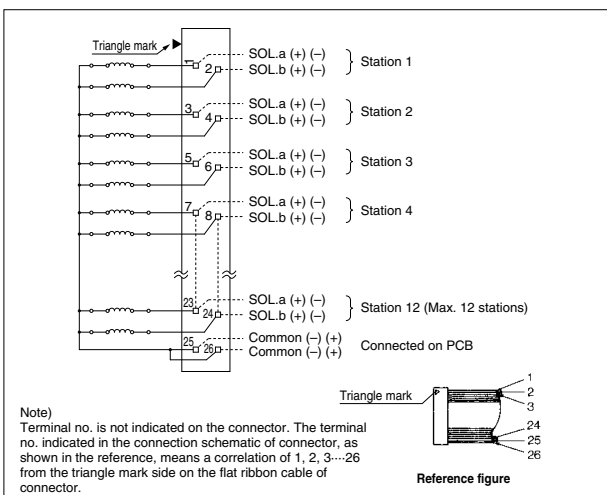 Triangle mark
1 SOL.a (+) (–)
2 SOL.b (+) (–)
Station 1
3 SOL.a (+) (–)
4 SOL.b (+) (–)
Station 2
5 SOL.a (+) (–)
6 SOL.b (+) (–)
Station 3
7 SOL.a (+) (–)
8 SOL.b (+) (–)
Station 4
23 SOL.a (+) (–)
24 SOL.b (+) (–)
Station 12 (Max. 12 stations)
25 Common (–) (+)
26 Common (–) (+)
Connected on PCB
Note)
Terminal no. is not indicated on the connector. The terminal
no. indicated in the connection schematic of connector, as
shown in the reference, means a correlation of 1, 2, 3····26
from the triangle mark side on the flat ribbon cable of
connector.
Triangle mark
1
2
3
24
25
26
Reference figure